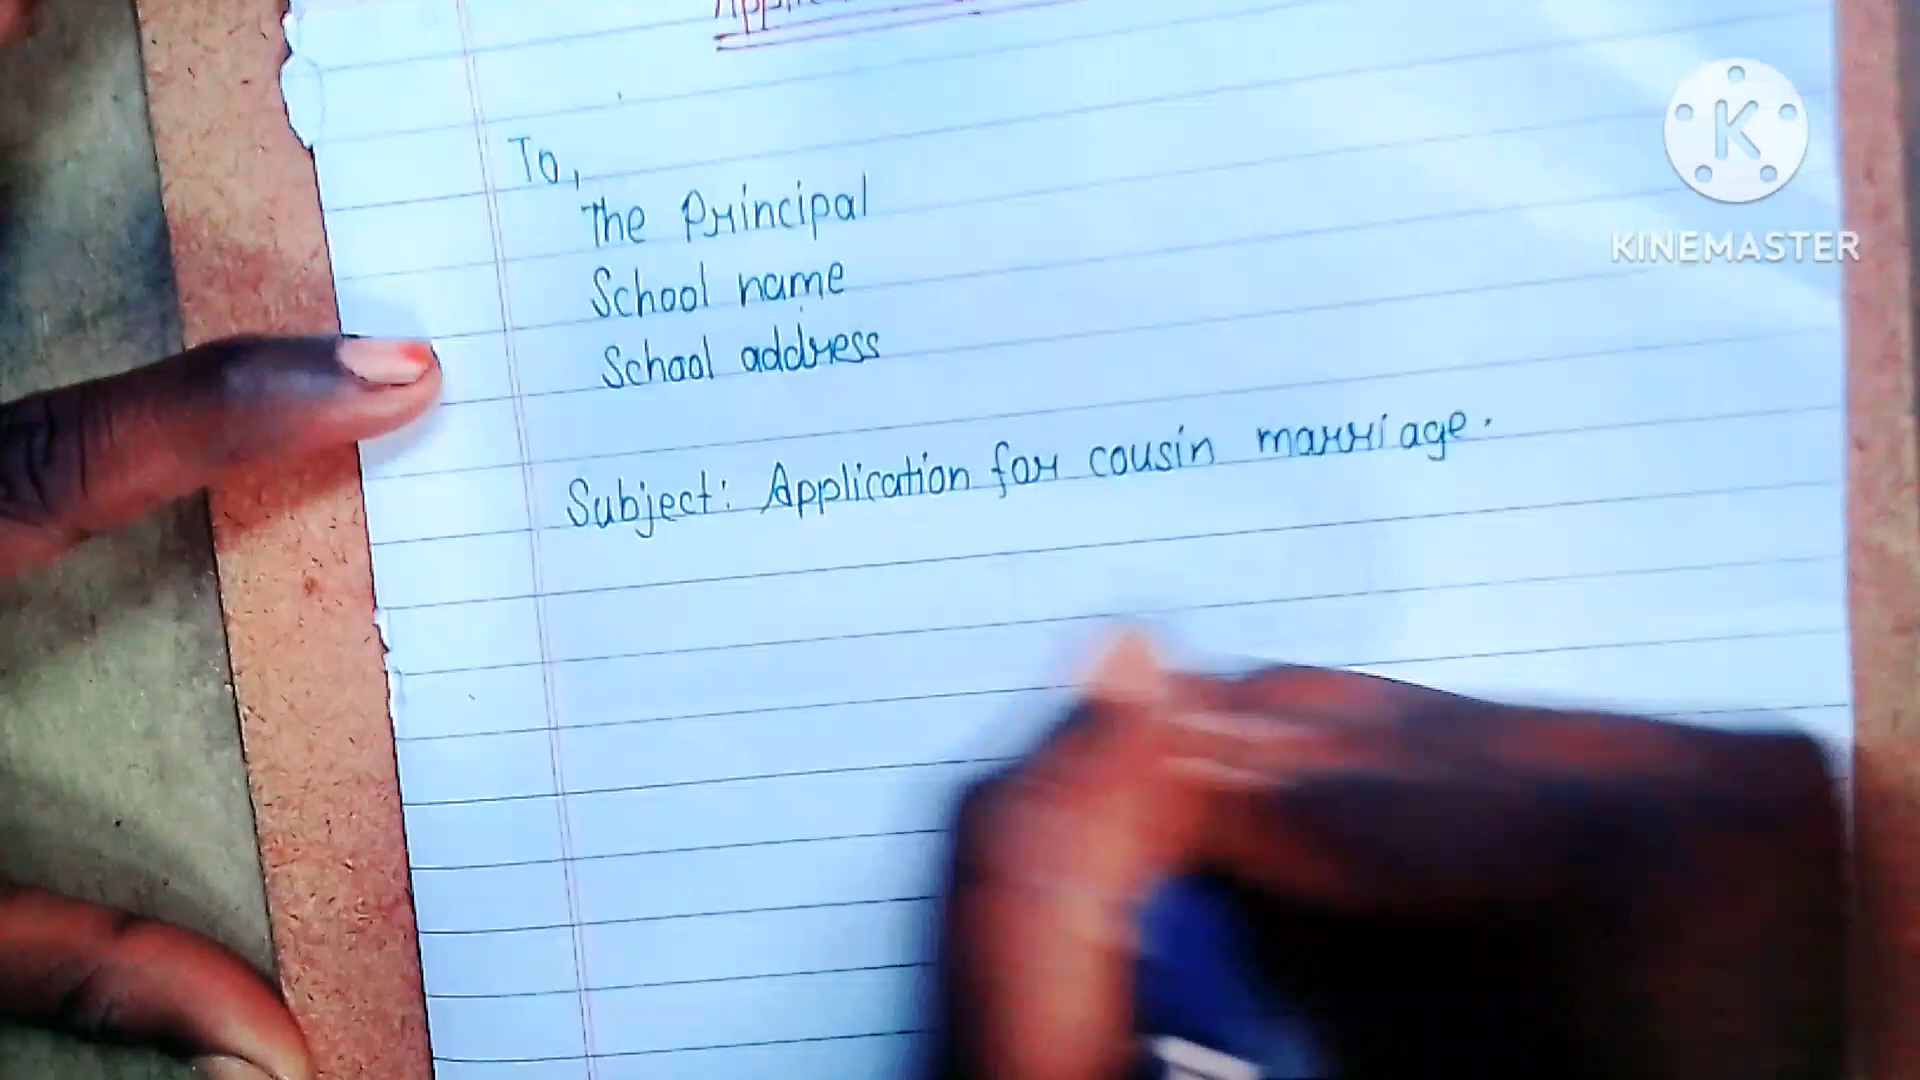 To,
The Principal
School name
School address
Subject: Application for cousin marriage.
K
KINEMASTER